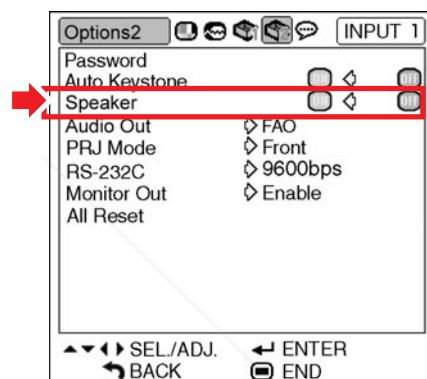 Options2 INPUT 1
Password
Auto Keystone ON OFF
Speaker ON OFF
Audio Out FAO
PRJ Mode Front
RS-232C 9600bps
Monitor Out Enable
All Reset
SEL./ADJ. ENTER
BACK END